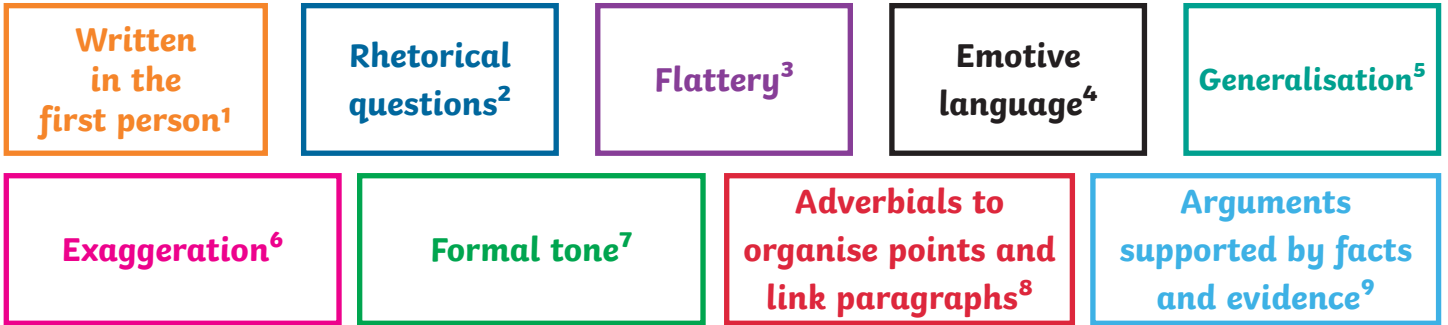 Written
in the
first person¹
Rhetorical
questions²
Flattery³
Emotive
language⁴
Generalisation⁵
Exaggeration⁶
Formal tone⁷
Adverbials to
organise points and
link paragraphs⁸
Arguments
supported by facts
and evidence⁹